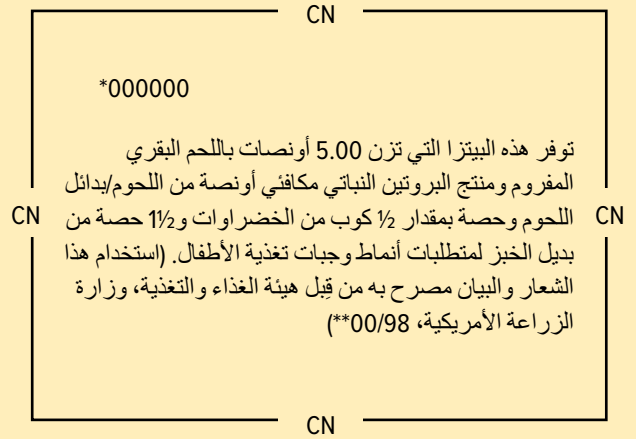 CN
*000000
توفر هذه البيتزا التي تزن 5.00 أونصات باللحم البقري
المفروم ومنتج البروتين النباتي مكافئي أونصة من اللحوم/بدائل
CN اللحوم وحصة بمقدار ½ كوب من الخضراوات و½1 حصة من CN
بديل الخبز لمتطلبات أنماط وجبات تغذية الأطفال. (استخدام هذا
الشعار والبيان مصرح به من قِبل هيئة الغذاء والتغذية، وزارة
الزراعة الأمريكية، 00/98**)
CN